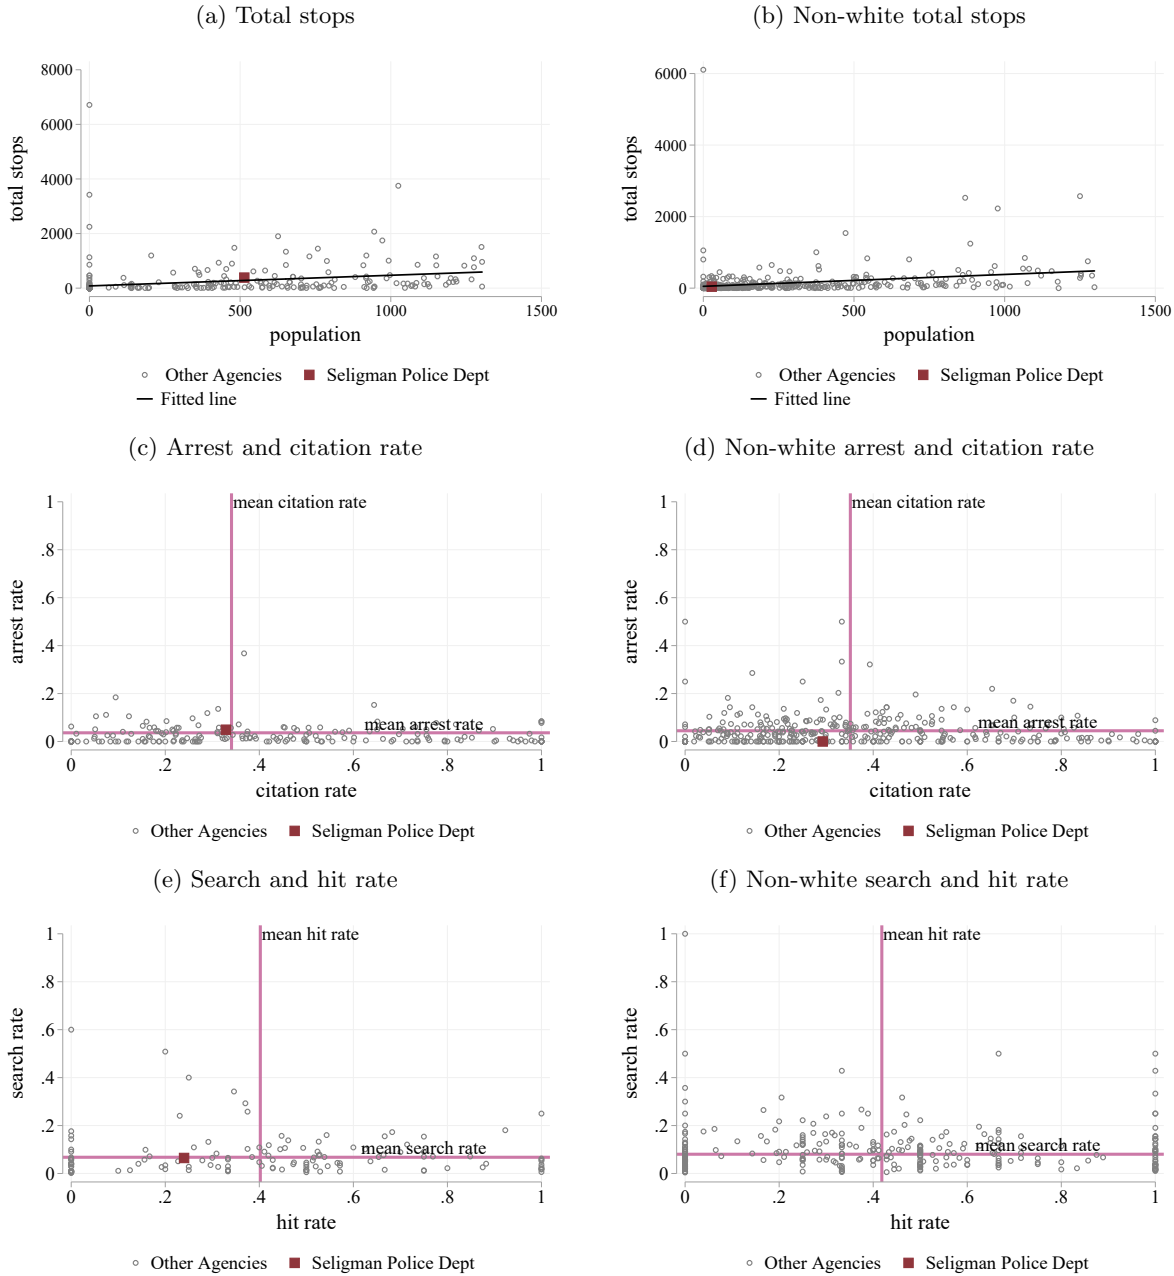 (a) Total stops
(b) Non-white total stops
total stops
8000
6000
4000
2000
0
0
500
1000
1500
population
Other Agencies
Seligman Police Dept
Fitted line
total stops
6000
4000
2000
0
0
500
1000
1500
population
Other Agencies
Seligman Police Dept
Fitted line
(c) Arrest and citation rate
(d) Non-white arrest and citation rate
arrest rate
1
.8
.6
.4
.2
0
mean citation rate
mean arrest rate
0
.2
.4
.6
.8
1
citation rate
Other Agencies
Seligman Police Dept
arrest rate
1
.8
.6
.4
.2
0
mean citation rate
mean arrest rate
0
.2
.4
.6
.8
1
citation rate
Other Agencies
Seligman Police Dept
(e) Search and hit rate
(f) Non-white search and hit rate
search rate
1
.8
.6
.4
.2
0
mean hit rate
mean search rate
0
.2
.4
.6
.8
1
hit rate
Other Agencies
Seligman Police Dept
search rate
1
.8
.6
.4
.2
0
mean hit rate
mean search rate
0
.2
.4
.6
.8
1
hit rate
Other Agencies
Seligman Police Dept